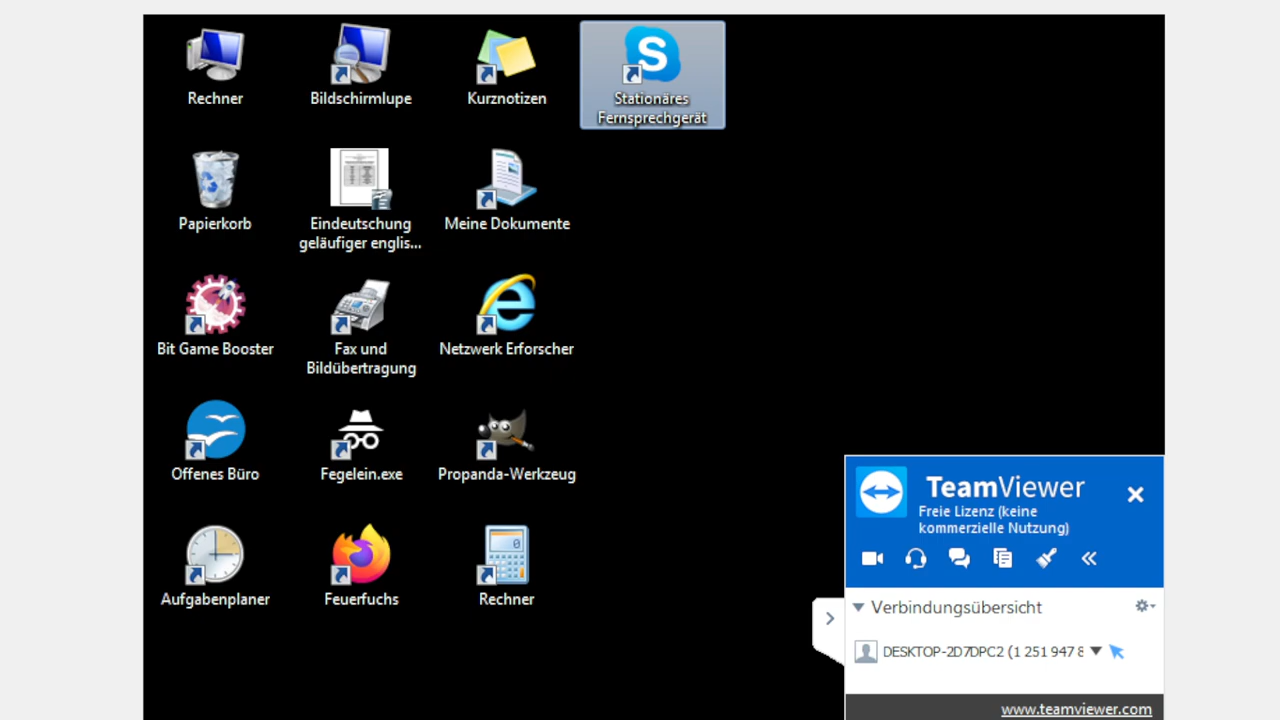 Rechner
Bildschirmlupe
Kurznotizen
Stationäres
Fernsprechgerät
Papierkorb
Eindeutschung
geläufiger englis...
Meine Dokumente
Bit Game Booster
Fax und
Bildübertragung
Netzwerk Erforscher
Offenes Büro
Fegelein.exe
Propanda-Werkzeug
Aufgabenplaner
Feuerfuchs
Rechner
TeamViewer
Freie Lizenz (keine
kommerzielle Nutzung)
Verbindungsübersicht
DESKTOP-2D7DPC2 (1 251 947 8
www.teamviewer.com